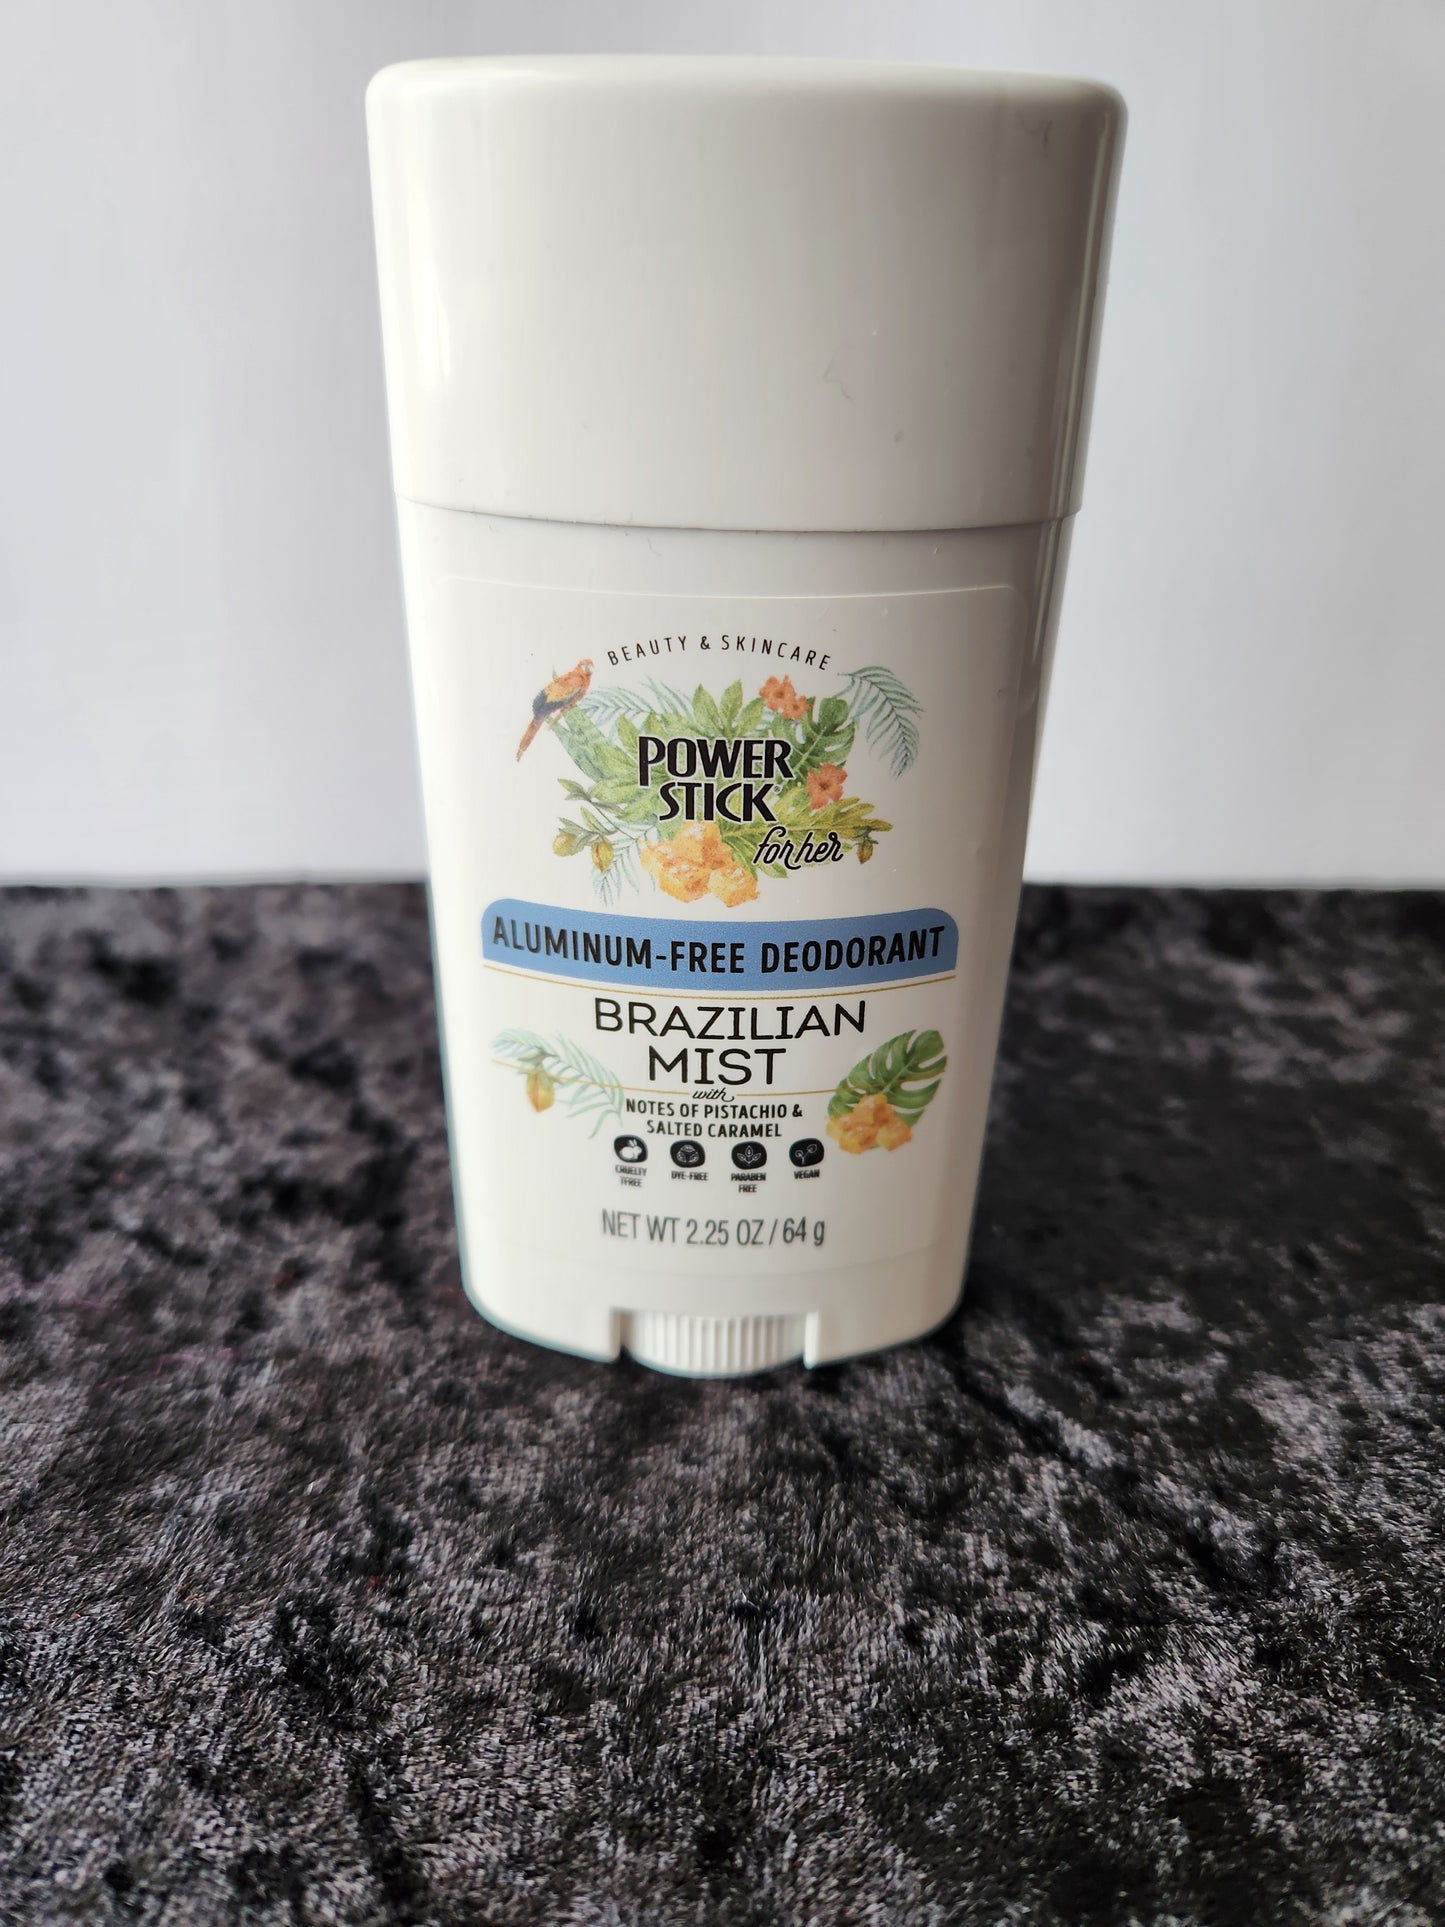 BEAUTY & SKINCARE
POWER
STICK®
for her
ALUMINUM-FREE DEODORANT
BRAZILIAN
MIST
with
NOTES OF PISTACHIO &
SALTED CARAMEL
CRUELTY DYE-FREE PARABEN VEGAN
FREE
NET WT 2.25 OZ / 64 g